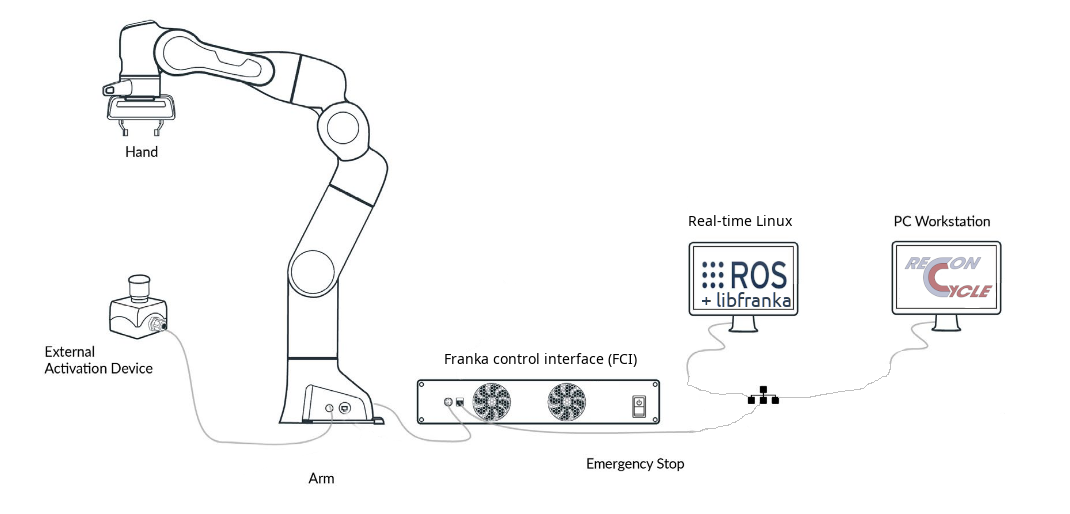 Hand
Real-time Linux
PC Workstation
ROS
+ libfranka
RECON
CYCLE
External
Activation Device
Franka control interface (FCI)
Emergency Stop
Arm